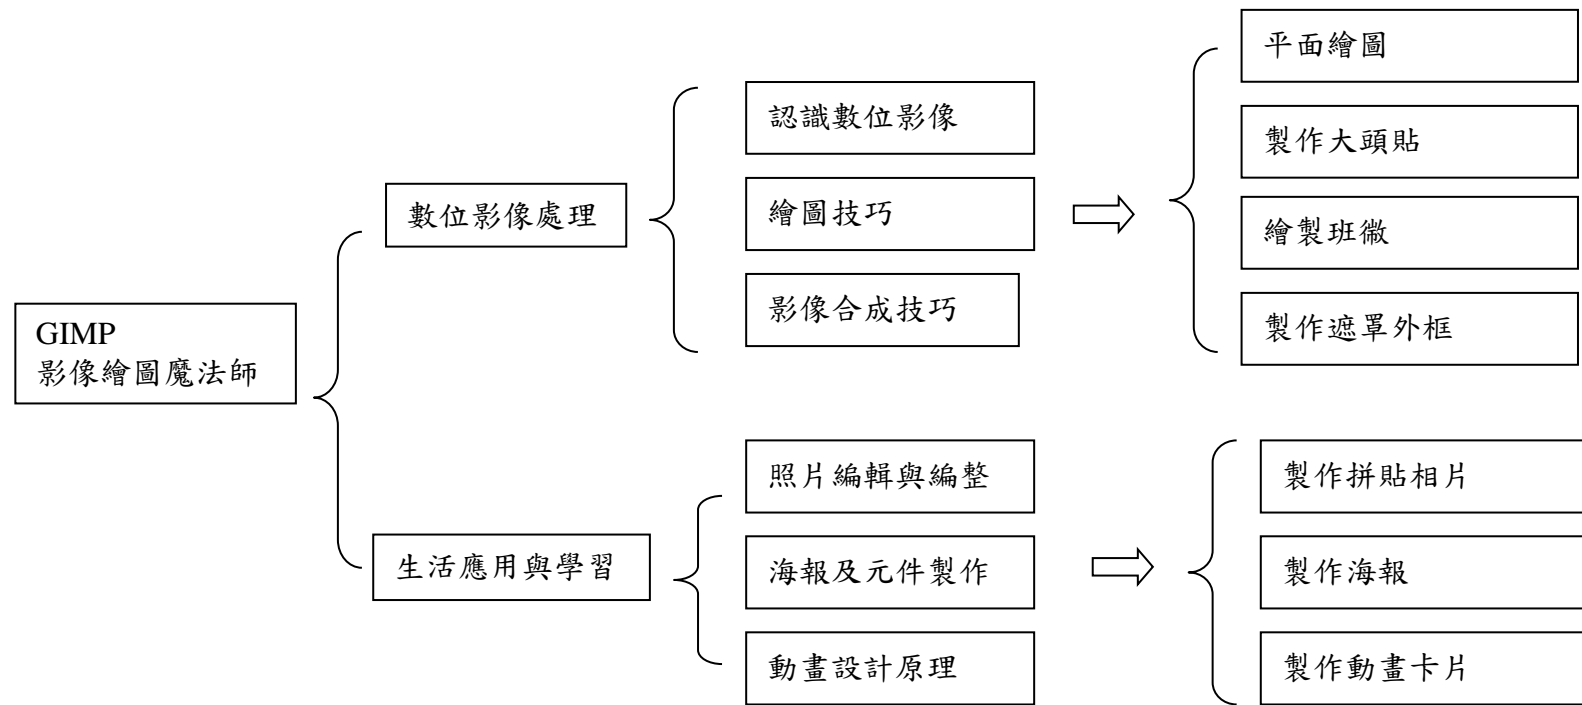 GIMP
影像繪圖魔法師
數位影像處理
認識數位影像
繪圖技巧
影像合成技巧
平面繪圖
製作大頭貼
繪製班徽
製作遮罩外框
生活應用與學習
照片編輯與編整
海報及元件製作
動畫設計原理
製作拼貼相片
製作海報
製作動畫卡片